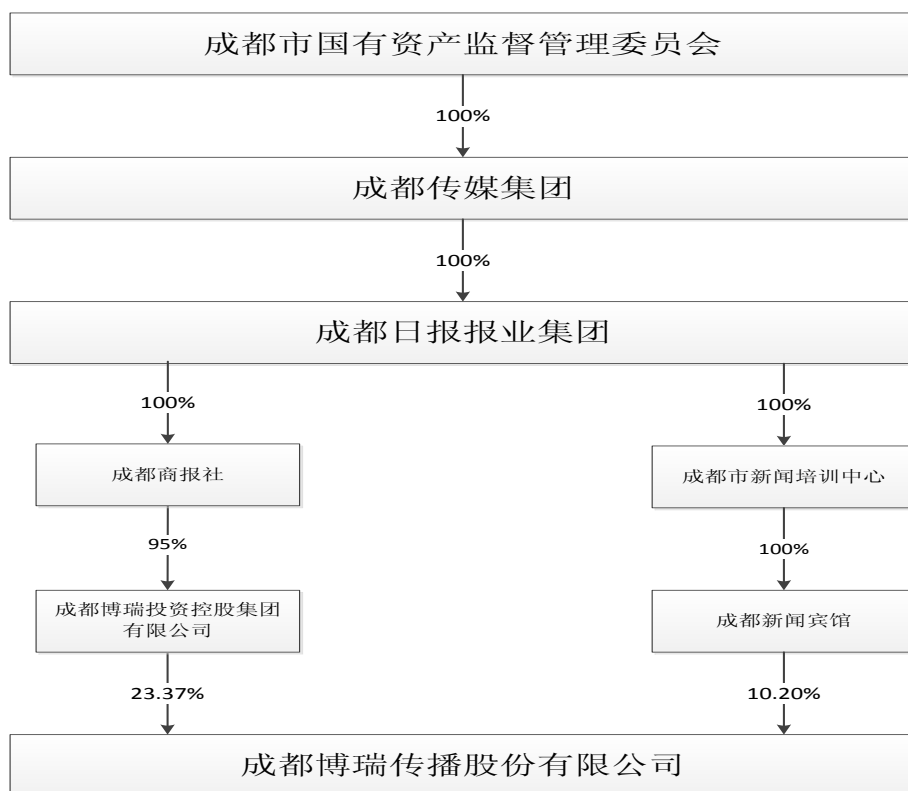 成都市国有资产监督管理委员会
100%
成都传媒集团
100%
成都日报报业集团
100%
100%
成都商报社
成都市新闻培训中心
95%
100%
成都博瑞投资控股集团
有限公司
成都新闻宾馆
23.37%
10.20%
成都博瑞传播股份有限公司